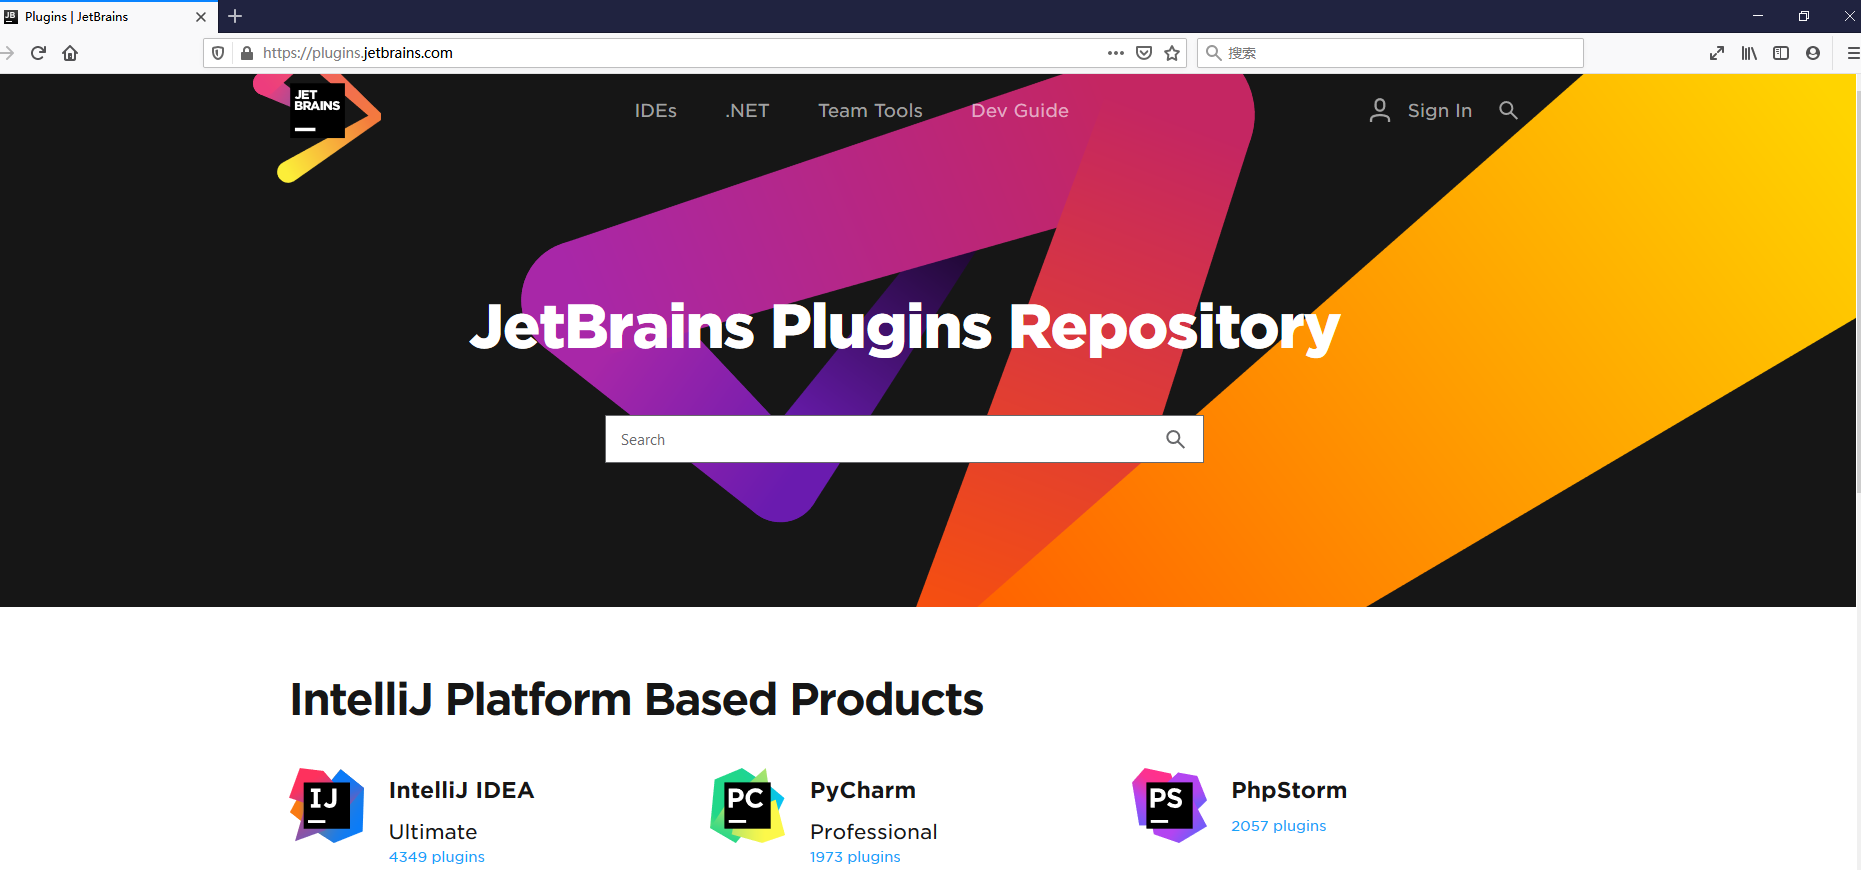 JB
Plugins | JetBrains
https://plugins.jetbrains.com
搜索
JET
BRAINS
IDEs
.NET
Team Tools
Dev Guide
Sign In
JetBrains Plugins Repository
Search
IntelliJ Platform Based Products
IJ
IntelliJ IDEA
Ultimate
4349 plugins
PC
PyCharm
Professional
1973 plugins
PS
PhpStorm
2057 plugins